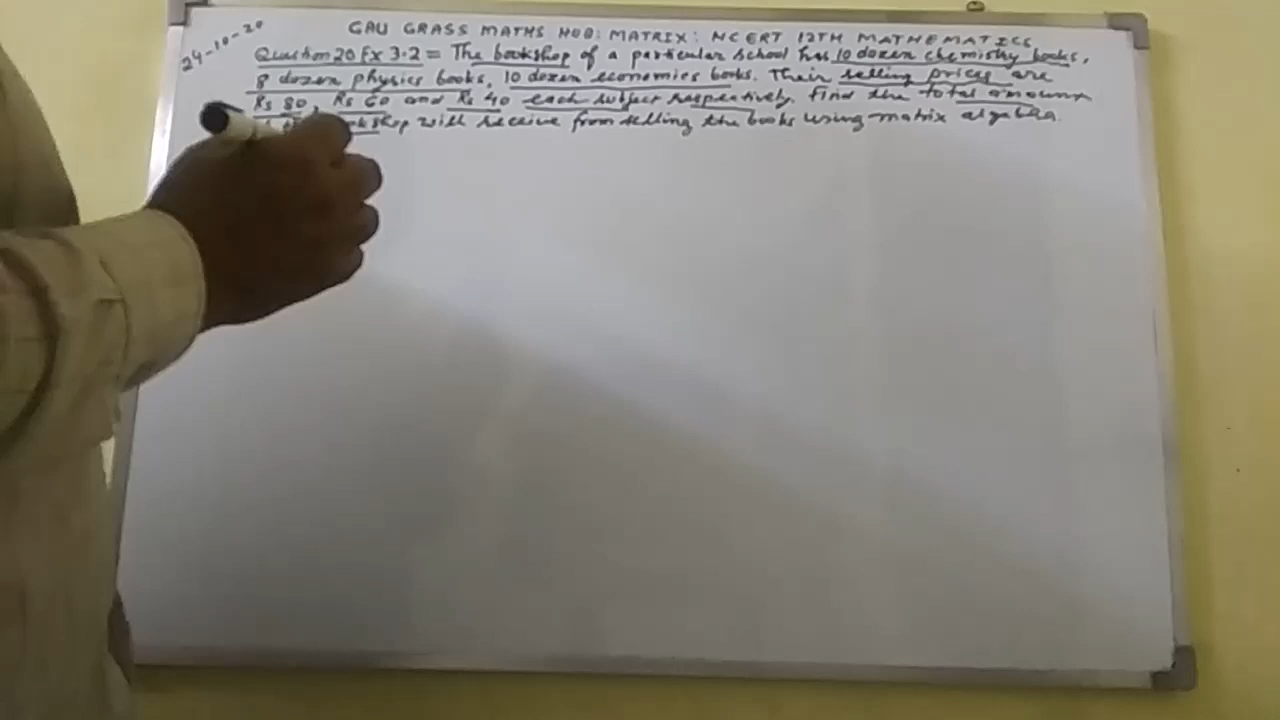 24-10-20
GAU GRASS MATHS HUB: MATRIX: NCERT 12TH MATHEMATICS
Question 20 Ex 3.2 = The bookshop of a particular school has 10 dozen chemistry books,
8 dozen physics books, 10 dozen economics books. Their selling prices are
Rs 80, Rs 60 and Rs 40 each subject respectively. Find the total amount
bookshop will receive from selling the books using matrix algebra.